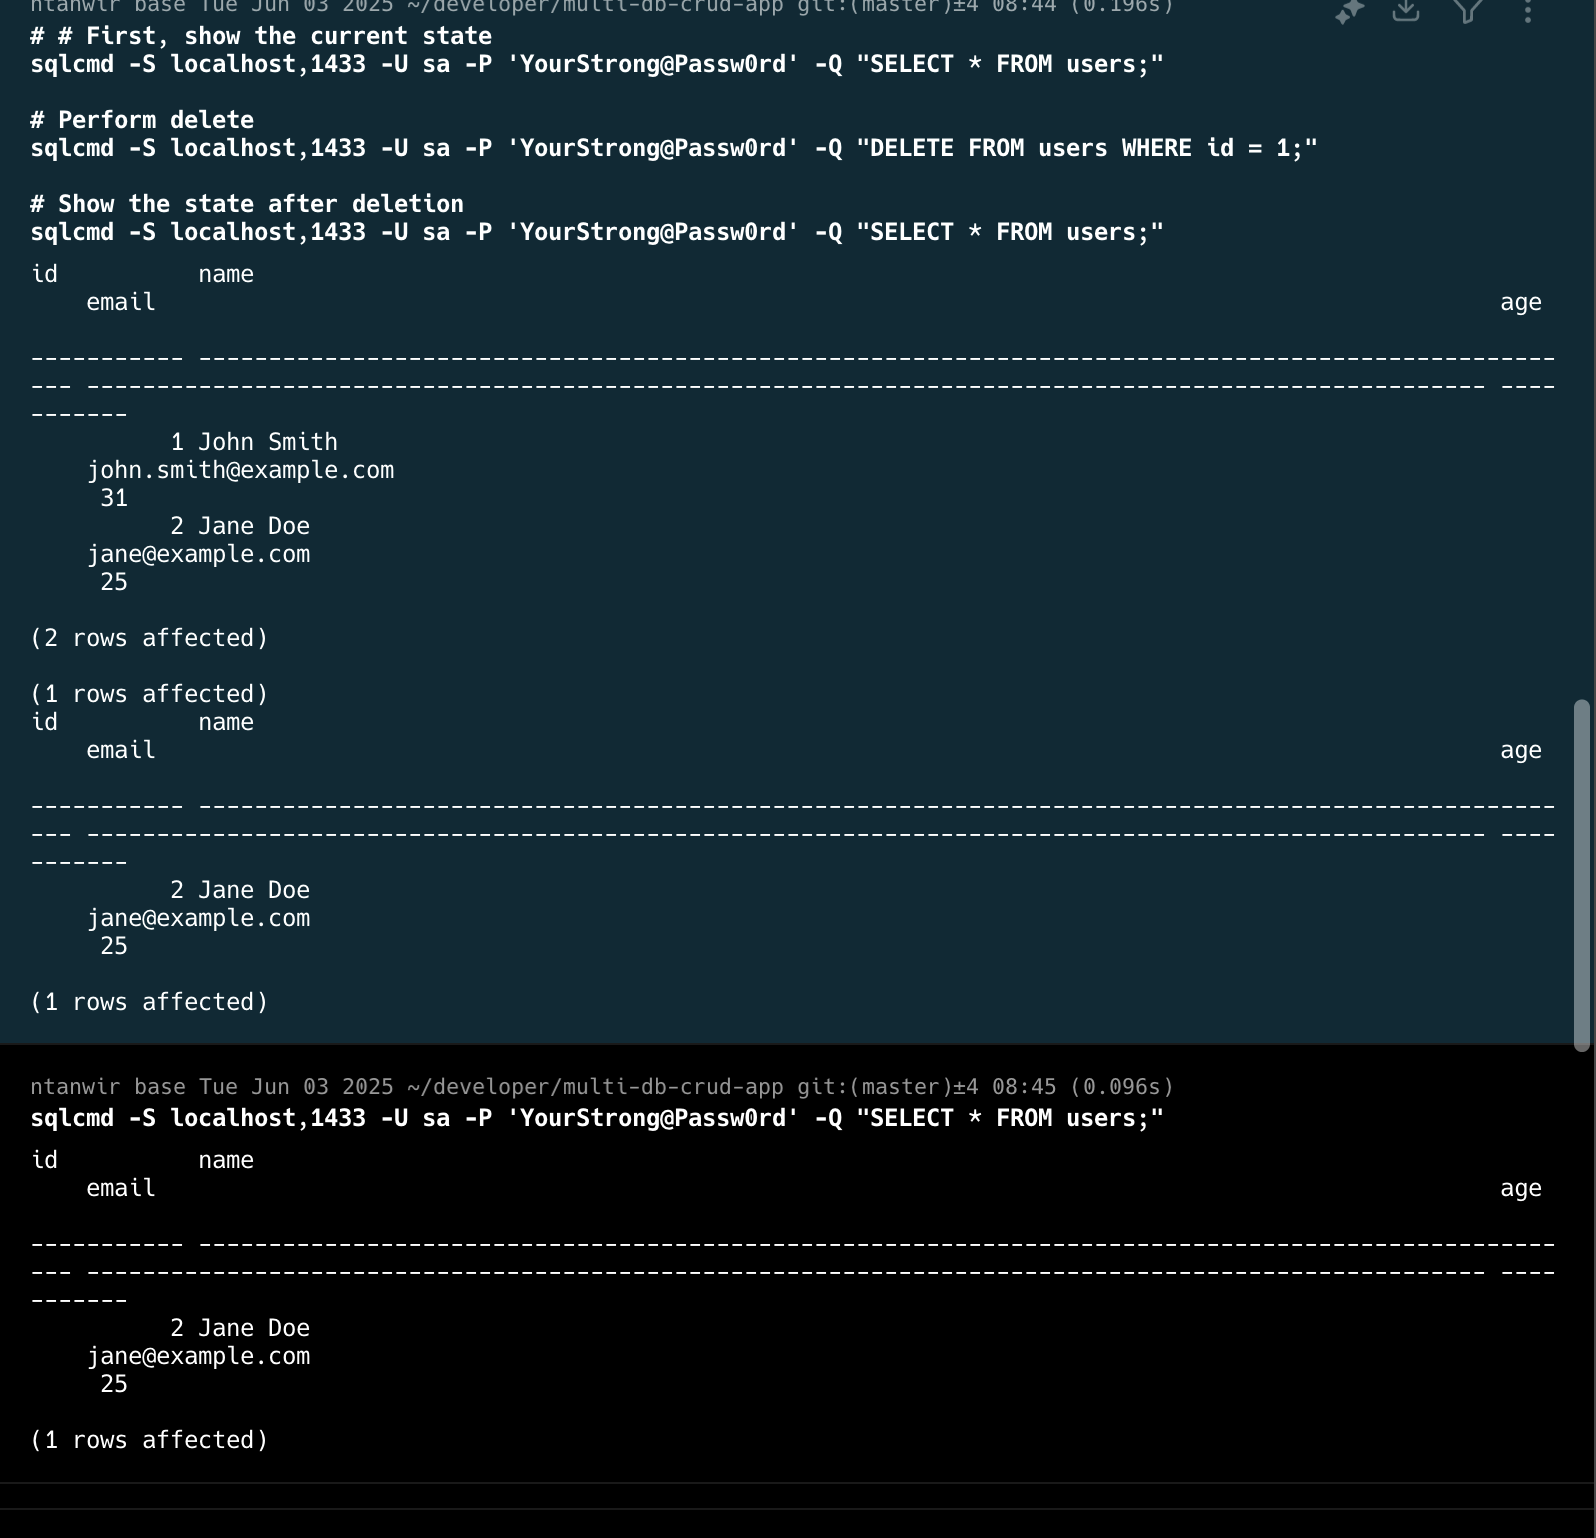 ntanwir base Tue Jun 03 2025 ~/developer/multi-db-crud-app git:(master)±4 08:44 (0.196s)
# # First, show the current state
sqlcmd -S localhost,1433 -U sa -P 'YourStrong@Passw0rd' -Q "SELECT * FROM users;"
# Perform delete
sqlcmd -S localhost,1433 -U sa -P 'YourStrong@Passw0rd' -Q "DELETE FROM users WHERE id = 1;"
# Show the state after deletion
sqlcmd -S localhost,1433 -U sa -P 'YourStrong@Passw0rd' -Q "SELECT * FROM users;"
id          name
    email                                                                                                age
----------- -------------------------------------------------------------------------------------------------
--- ---------------------------------------------------------------------------------------------------- ----
-------
          1 John Smith
    john.smith@example.com
     31
          2 Jane Doe
    jane@example.com
     25
(2 rows affected)
(1 rows affected)
id          name
    email                                                                                                age
----------- -------------------------------------------------------------------------------------------------
--- ---------------------------------------------------------------------------------------------------- ----
-------
          2 Jane Doe
    jane@example.com
     25
(1 rows affected)
ntanwir base Tue Jun 03 2025 ~/developer/multi-db-crud-app git:(master)±4 08:45 (0.096s)
sqlcmd -S localhost,1433 -U sa -P 'YourStrong@Passw0rd' -Q "SELECT * FROM users;"
id          name
    email                                                                                                age
----------- -------------------------------------------------------------------------------------------------
--- ---------------------------------------------------------------------------------------------------- ----
-------
          2 Jane Doe
    jane@example.com
     25
(1 rows affected)